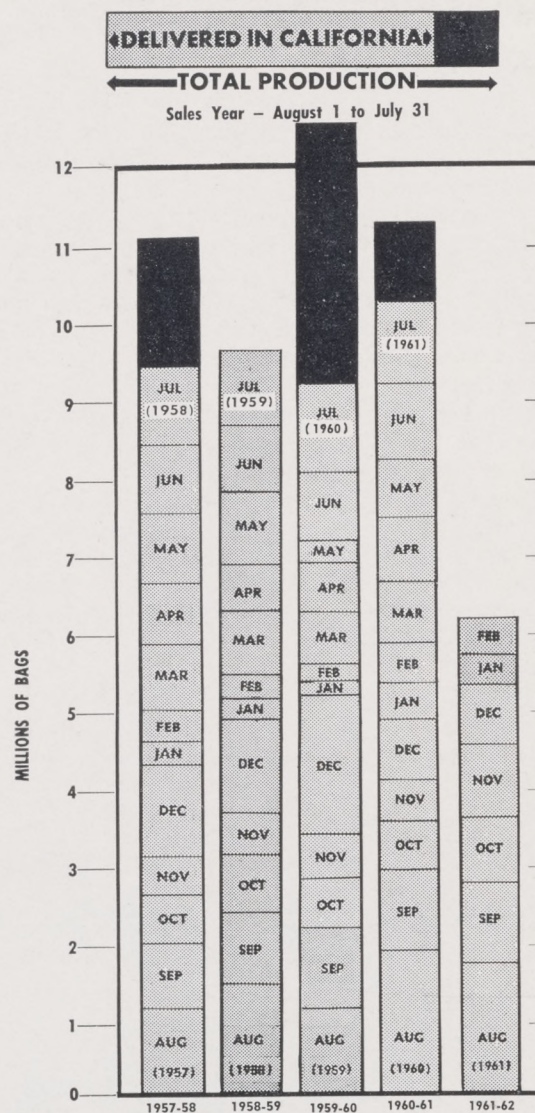 DELIVERED IN CALIFORNIA
TOTAL PRODUCTION
Sales Year – August 1 to July 31
MILLIONS OF BAGS
12
11
10
9
8
7
6
5
4
3
2
1
0
JUL
(1958)
JUN
MAY
APR
MAR
FEB
JAN
DEC
NOV
OCT
SEP
AUG
(1957)
1957-58
JUL
(1959)
JUN
MAY
APR
MAR
FEB
JAN
DEC
NOV
OCT
SEP
AUG
(1958)
1958-59
JUL
(1960)
JUN
MAY
APR
MAR
FEB
JAN
DEC
NOV
OCT
SEP
AUG
(1959)
1959-60
JUL
(1961)
JUN
MAY
APR
MAR
FEB
JAN
DEC
NOV
OCT
SEP
AUG
(1960)
1960-61
FEB
JAN
DEC
NOV
OCT
SEP
AUG
(1961)
1961-62